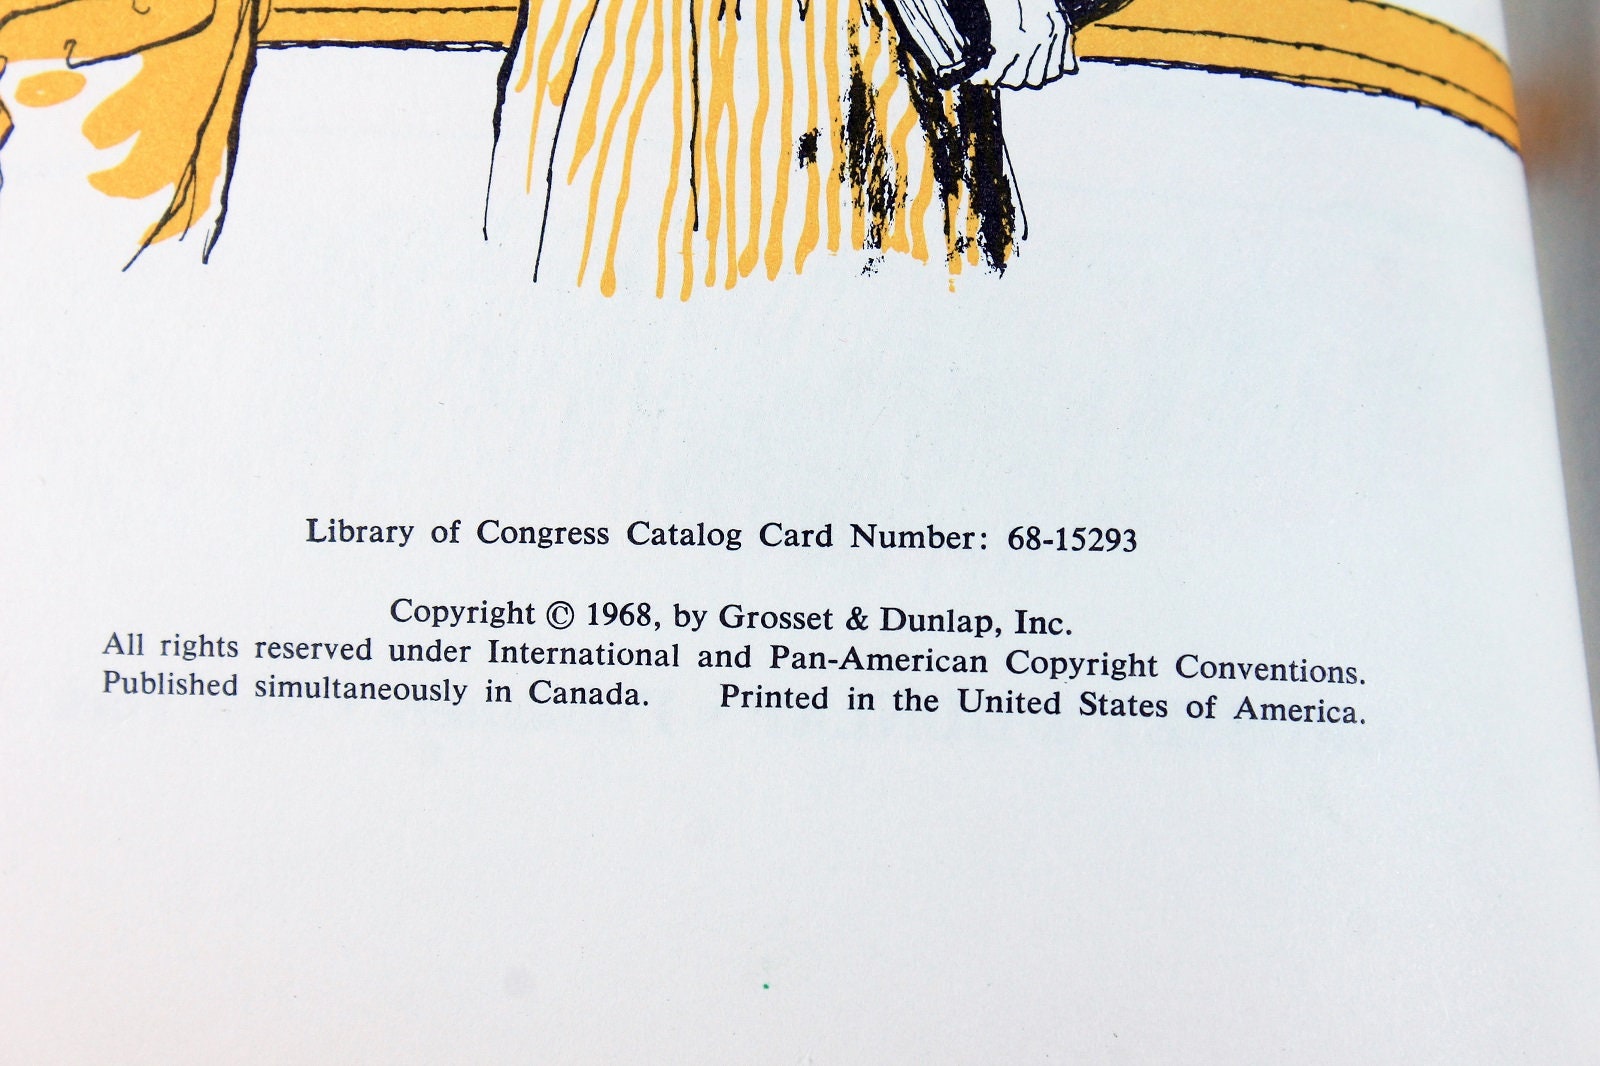 Library of Congress Catalog Card Number: 68-15293
Copyright © 1968, by Grosset & Dunlap, Inc.
All rights reserved under International and Pan-American Copyright Conventions.
Published simultaneously in Canada. Printed in the United States of America.